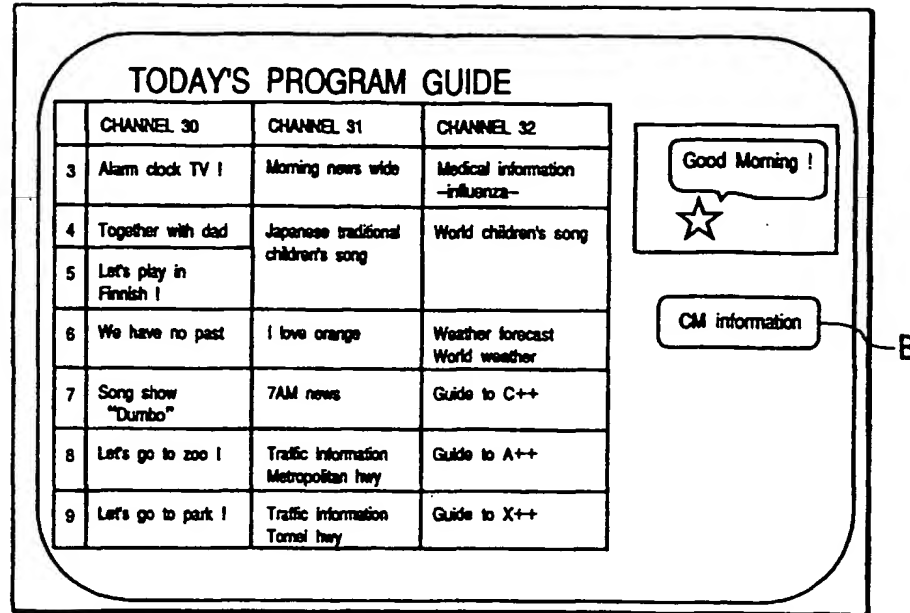 TODAY'S PROGRAM GUIDE
CHANNEL 30 CHANNEL 31 CHANNEL 32
3 Alarm clock TV ! Morning news wide Medical information
–influenza–
4 Together with dad Japanese traditional World children's song
children's song
5 Let's play in
Finnish !
6 We have no past I love orange Weather forecast
World weather
7 Song show 7AM news Guide to C++
"Dumbo"
8 Let's go to zoo ! Traffic information Guide to A++
Metropolitan hwy
9 Let's go to park ! Traffic information Guide to X++
Tomei hwy
Good Morning !
CM information
B